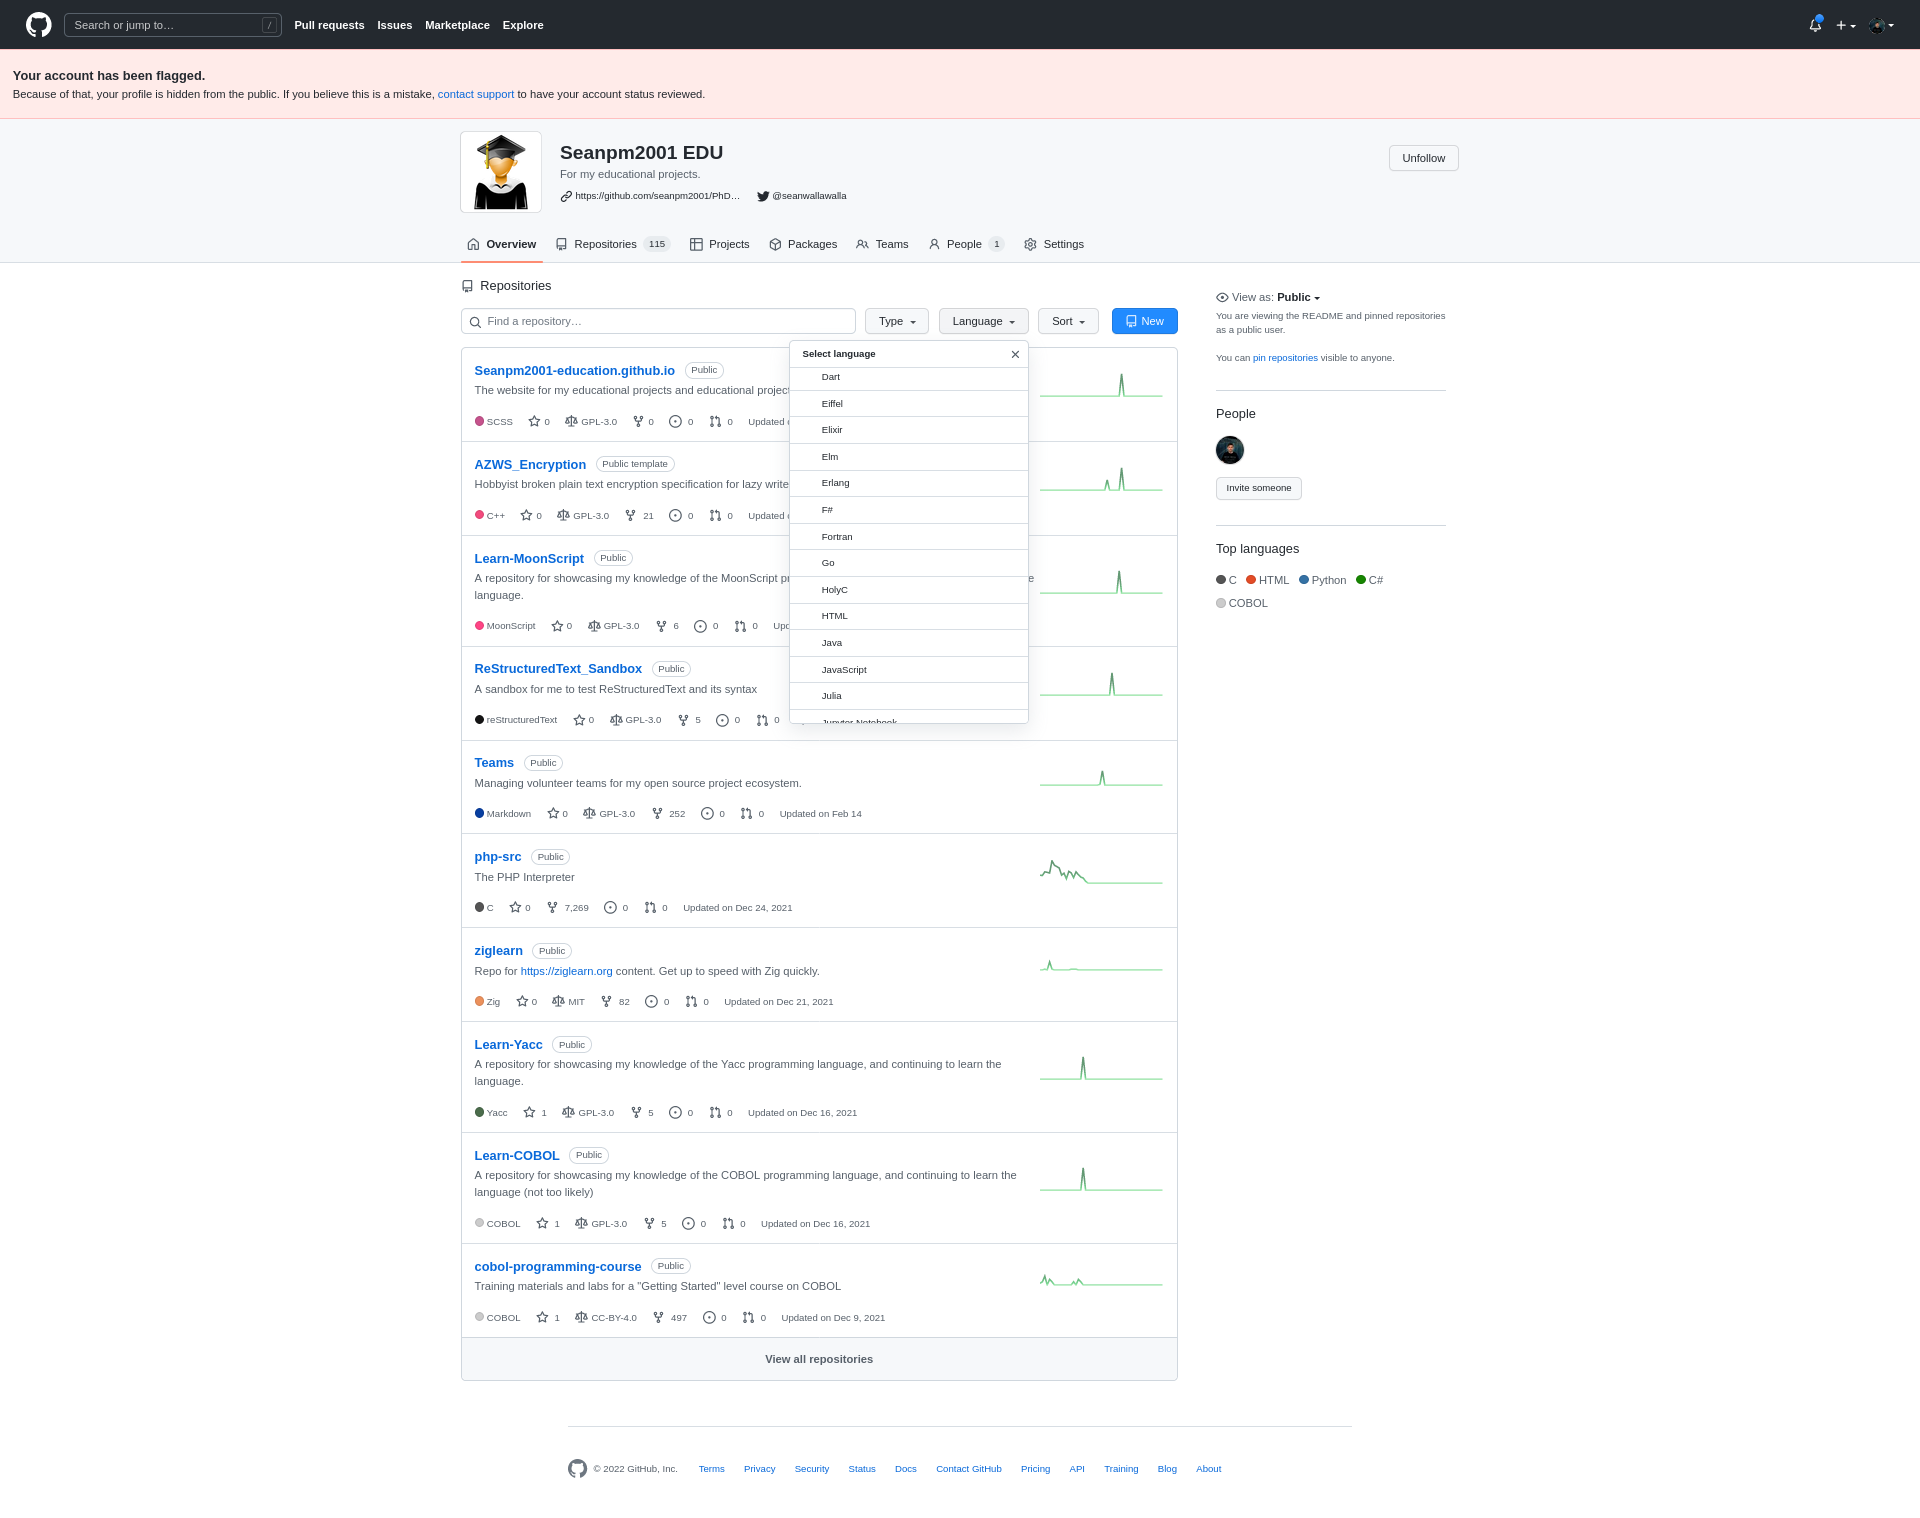 Search or jump to… /
Pull requests Issues Marketplace Explore
Your account has been flagged.
Because of that, your profile is hidden from the public. If you believe this is a mistake, contact support to have your account status reviewed.
Seanpm2001 EDU
Unfollow
For my educational projects.
https://github.com/seanpm2001/PhD… @seanwallawalla
Overview Repositories 115 Projects Packages Teams People 1 Settings
Repositories
Find a repository…
Type Language Sort New
Select language
Dart
Eiffel
Elixir
Elm
Erlang
F#
Fortran
Go
HolyC
HTML
Java
JavaScript
Julia
Jupyter Notebook
Seanpm2001-education.github.io Public
The website for my educational projects and educational project
SCSS 0 GPL-3.0 0 0 0 Updated
AZWS_Encryption Public template
Hobbyist broken plain text encryption specification for lazy write
C++ 0 GPL-3.0 21 0 0 Updated
Learn-MoonScript Public
A repository for showcasing my knowledge of the MoonScript pr
language.
MoonScript 0 GPL-3.0 6 0 0 Upd
ReStructuredText_Sandbox Public
A sandbox for me to test ReStructuredText and its syntax
reStructuredText 0 GPL-3.0 5 0 0
Teams Public
Managing volunteer teams for my open source project ecosystem.
Markdown 0 GPL-3.0 252 0 0 Updated on Feb 14
php-src Public
The PHP Interpreter
C 0 7,269 0 0 Updated on Dec 24, 2021
ziglearn Public
Repo for https://ziglearn.org content. Get up to speed with Zig quickly.
Zig 0 MIT 82 0 0 Updated on Dec 21, 2021
Learn-Yacc Public
A repository for showcasing my knowledge of the Yacc programming language, and continuing to learn the
language.
Yacc 1 GPL-3.0 5 0 0 Updated on Dec 16, 2021
Learn-COBOL Public
A repository for showcasing my knowledge of the COBOL programming language, and continuing to learn the
language (not too likely)
COBOL 1 GPL-3.0 5 0 0 Updated on Dec 16, 2021
cobol-programming-course Public
Training materials and labs for a "Getting Started" level course on COBOL
COBOL 1 CC-BY-4.0 497 0 0 Updated on Dec 9, 2021
View all repositories
View as: Public
You are viewing the README and pinned repositories
as a public user.
You can pin repositories visible to anyone.
People
Invite someone
Top languages
C HTML Python C#
COBOL
© 2022 GitHub, Inc. Terms Privacy Security Status Docs Contact GitHub Pricing API Training Blog About